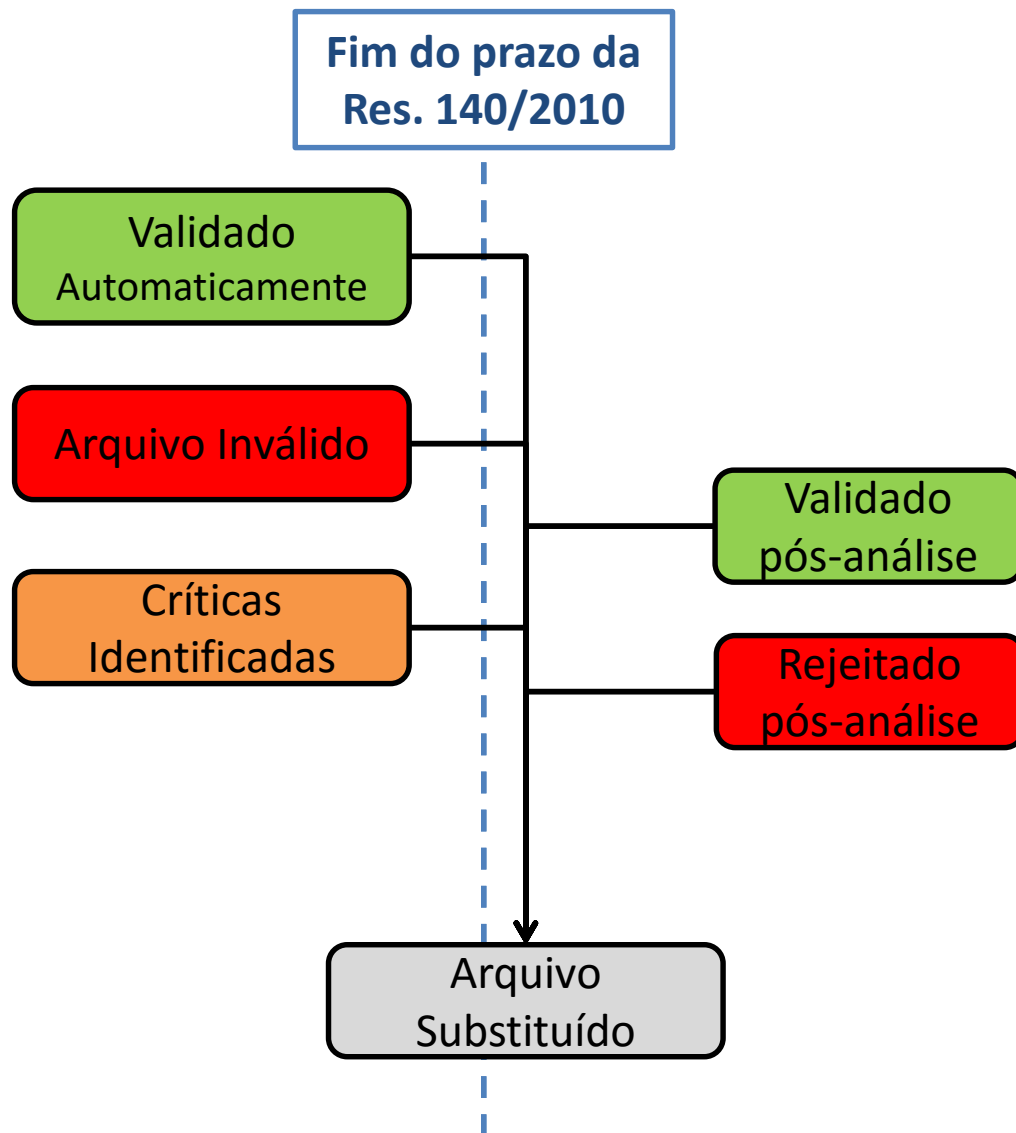 Fim do prazo da
Res. 140/2010
Validado
Automaticamente
Arquivo Inválido
Validado
pós-análise
Críticas
Identificadas
Rejeitado
pós-análise
Arquivo
Substituído